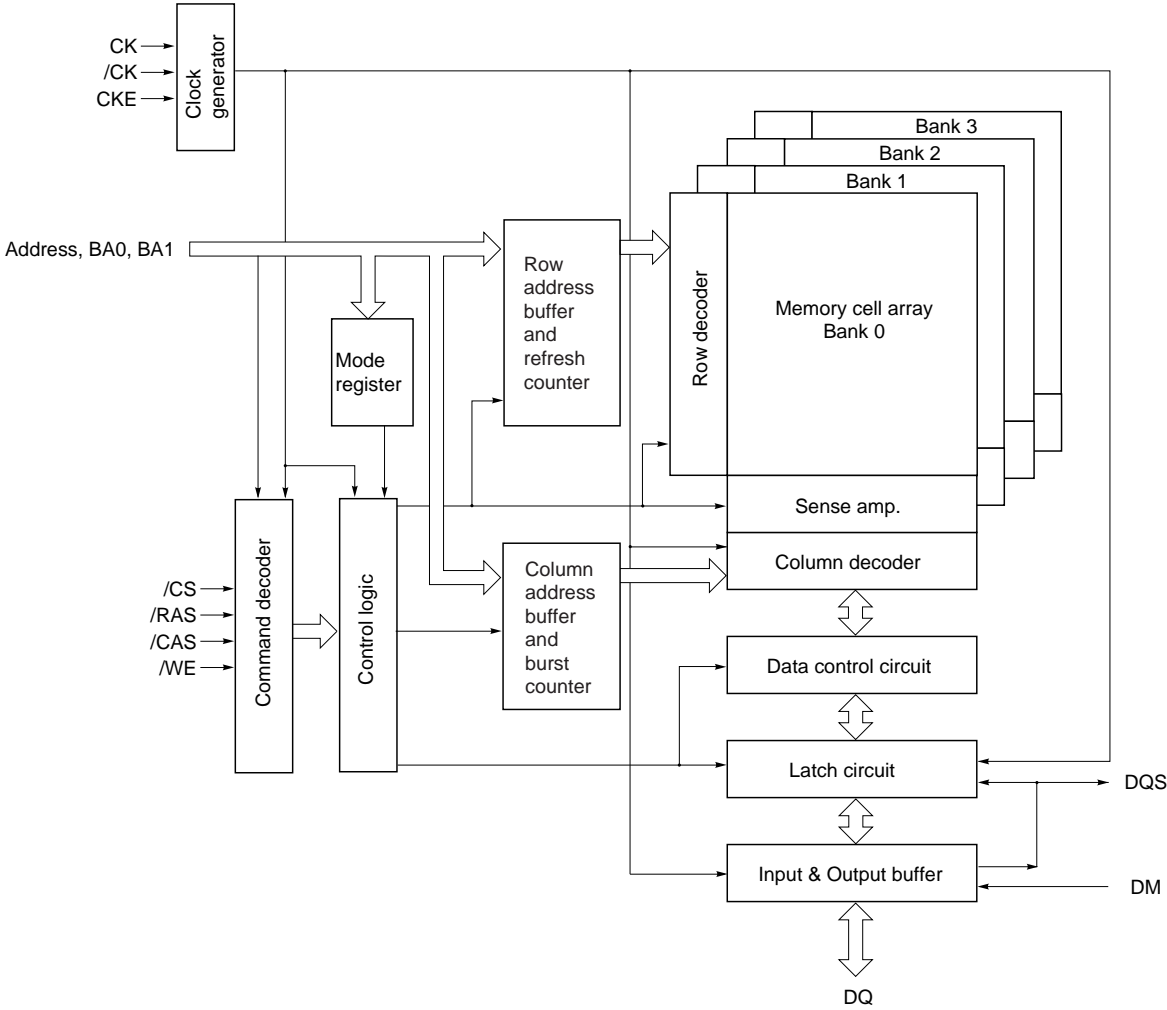 CK
/CK
CKE
Clock
generator
Bank 3
Bank 2
Bank 1
Address, BA0, BA1
Row
address
buffer
and
refresh
counter
Row decoder
Memory cell array
Bank 0
Mode
register
Sense amp.
Command decoder
Control logic
Column
address
buffer
and
burst
counter
Column decoder
/CS
/RAS
/CAS
/WE
Data control circuit
Latch circuit
DQS
Input & Output buffer
DM
DQ